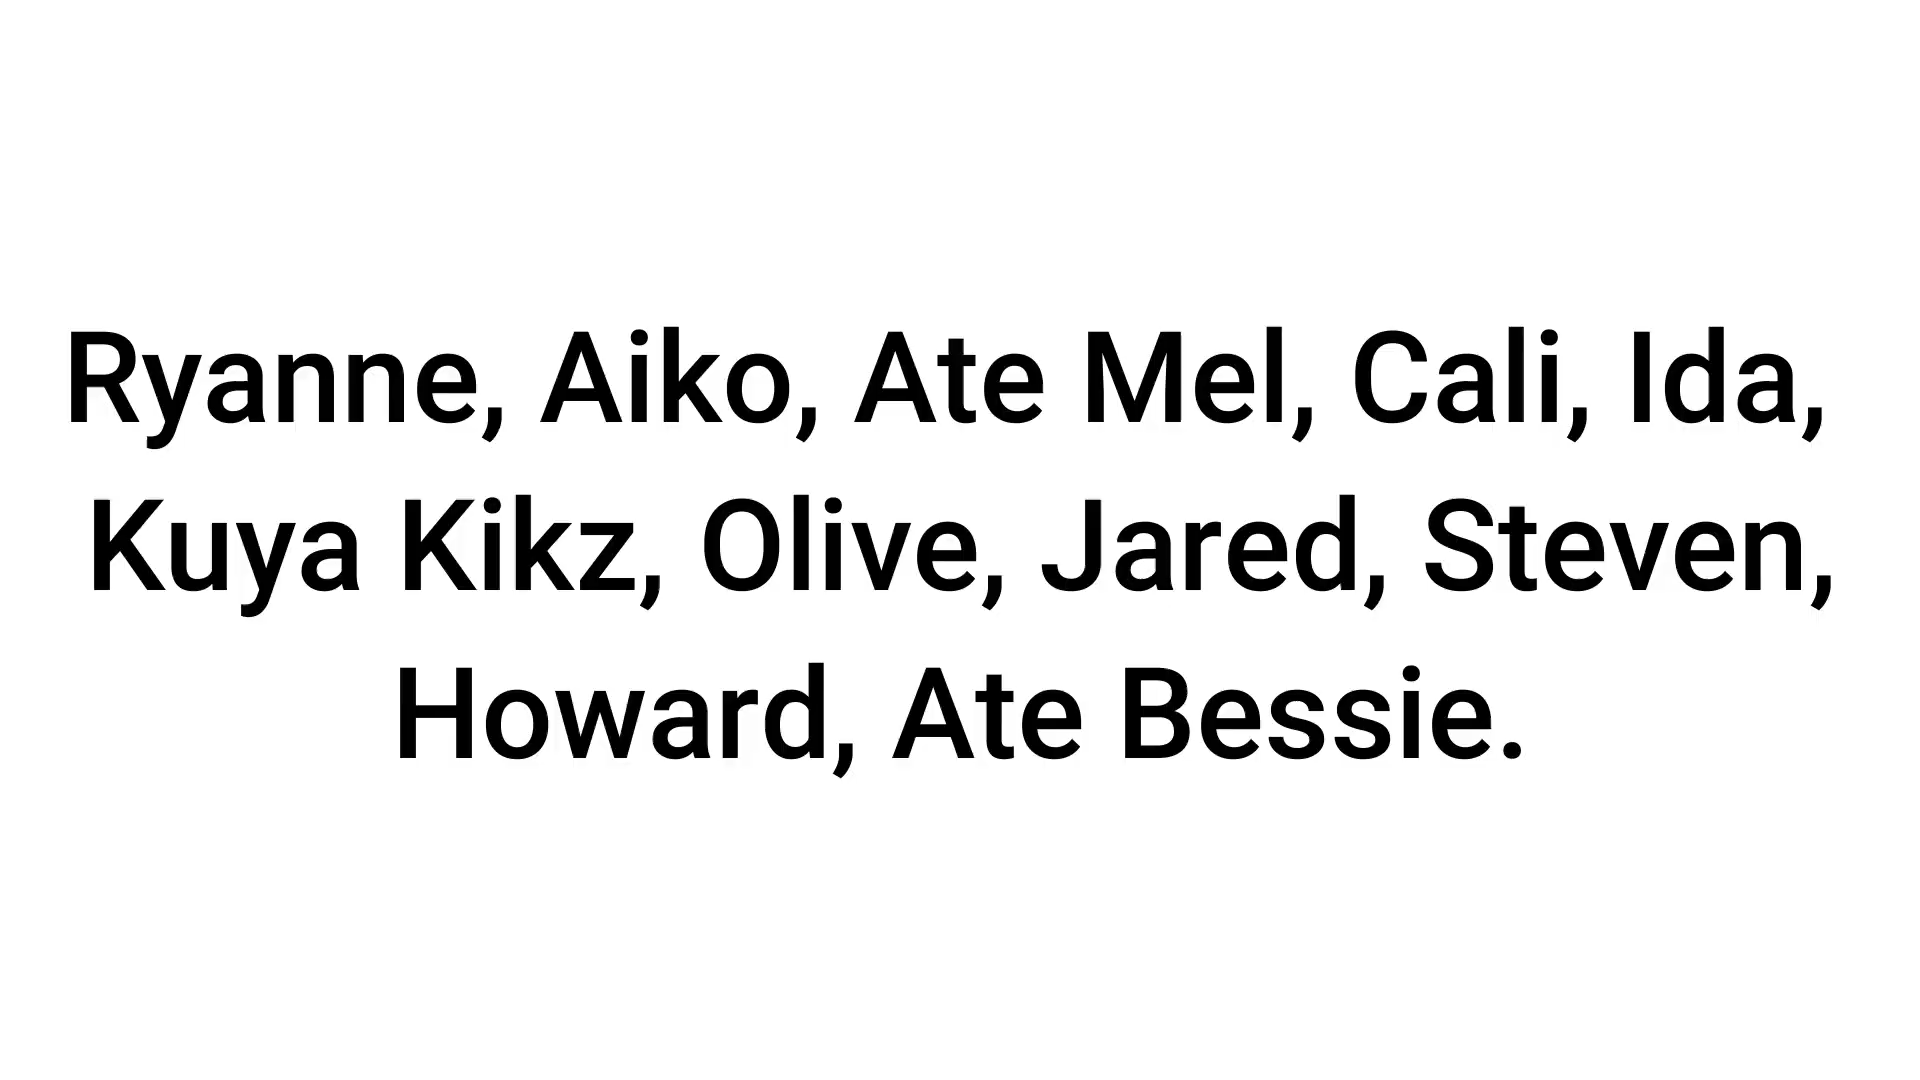 Ryanne, Aiko, Ate Mel, Cali, Ida,
Kuya Kikz, Olive, Jared, Steven,
Howard, Ate Bessie.